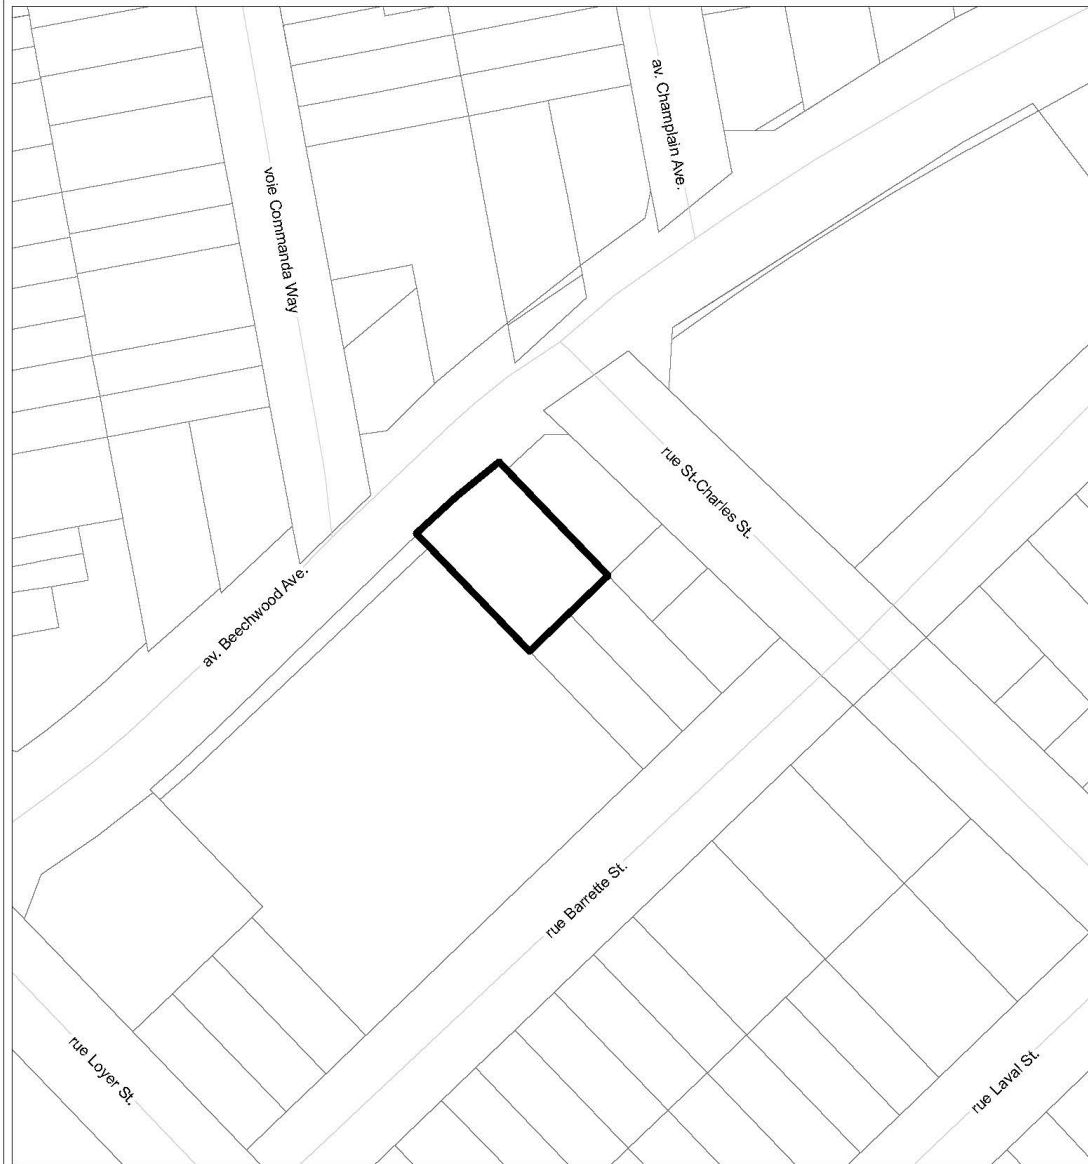 av. Champlain Ave.
voie Commanda Way
rue St-Charles St.
av. Beechwood Ave.
rue Barrette St.
rue Loyer St.
rue Laval St.